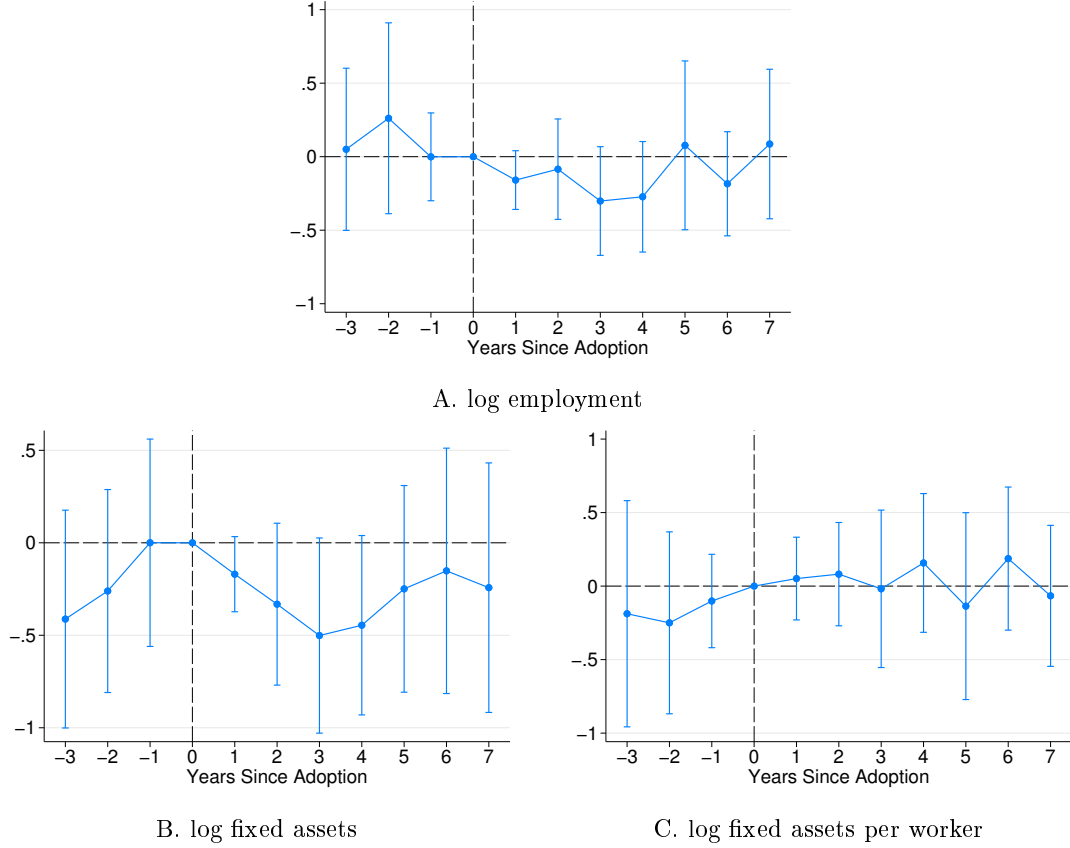 1
.5
0
−.5
−1
−3 −2 −1 0 1 2 3 4 5 6 7
Years Since Adoption
A. log employment
.5
0
−.5
−1
−3 −2 −1 0 1 2 3 4 5 6 7
Years Since Adoption
B. log fixed assets
1
.5
0
−.5
−1
−3 −2 −1 0 1 2 3 4 5 6 7
Years Since Adoption
C. log fixed assets per worker